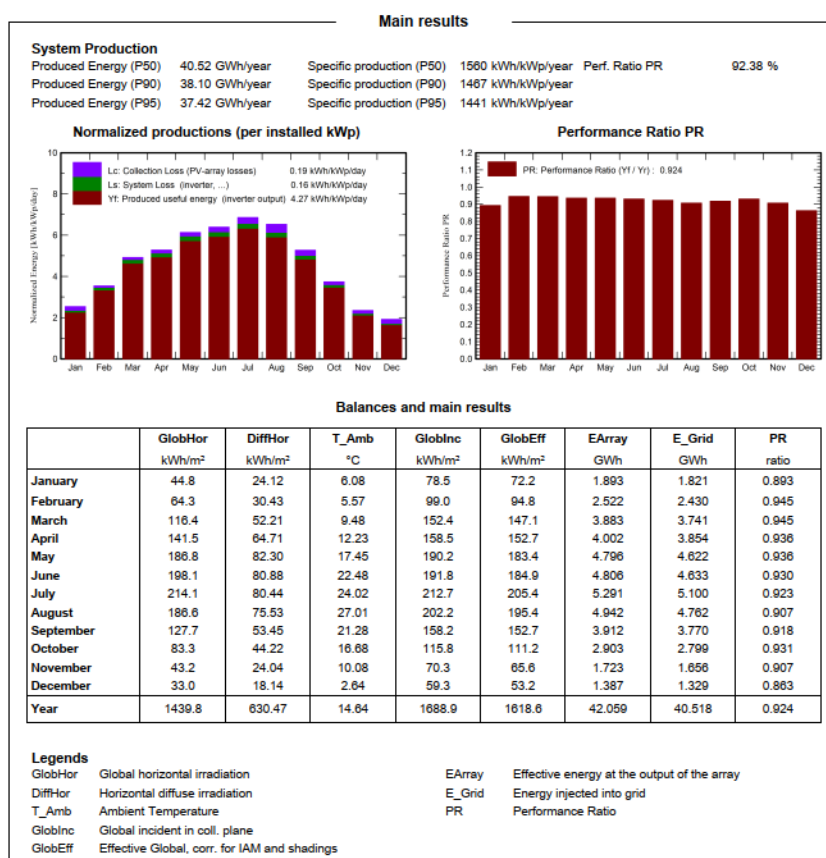 Main results
System Production
Produced Energy (P50) 40.52 GWh/year Specific production (P50) 1560 kWh/kWp/year Perf. Ratio PR 92.38 %
Produced Energy (P90) 38.10 GWh/year Specific production (P90) 1467 kWh/kWp/year
Produced Energy (P95) 37.42 GWh/year Specific production (P95) 1441 kWh/kWp/year
Normalized productions (per installed kWp)
Normalized Energy [kWh/kWp/day]
10
8
6
4
2
0
Lc: Collection Loss (PV-array losses) 0.19 kWh/kWp/day
Ls: System Loss (inverter, ...) 0.16 kWh/kWp/day
Yf: Produced useful energy (inverter output) 4.27 kWh/kWp/day
Jan Feb Mar Apr May Jun Jul Aug Sep Oct Nov Dec
Performance Ratio PR
Performance Ratio PR
1.2
1.1
1.0
0.9
0.8
0.7
0.6
0.5
0.4
0.3
0.2
0.1
0.0
PR: Performance Ratio (Yf / Yr) : 0.924
Jan Feb Mar Apr May Jun Jul Aug Sep Oct Nov Dec
Balances and main results
GlobHor DiffHor T_Amb GlobInc GlobEff EArray E_Grid PR
kWh/m² kWh/m² °C kWh/m² kWh/m² GWh GWh ratio
January 44.8 24.12 6.08 78.5 72.2 1.893 1.821 0.893
February 64.3 30.43 5.57 99.0 94.8 2.522 2.430 0.945
March 116.4 52.21 9.48 152.4 147.1 3.883 3.741 0.945
April 141.5 64.71 12.23 158.5 152.7 4.002 3.854 0.936
May 186.8 82.30 17.45 190.2 183.4 4.796 4.622 0.936
June 198.1 80.88 22.48 191.8 184.9 4.806 4.633 0.930
July 214.1 80.44 24.02 212.7 205.4 5.291 5.100 0.923
August 186.6 75.53 27.01 202.2 195.4 4.942 4.762 0.907
September 127.7 53.45 21.28 158.2 152.7 3.912 3.770 0.918
October 83.3 44.22 16.68 115.8 111.2 2.903 2.799 0.931
November 43.2 24.04 10.08 70.3 65.6 1.723 1.656 0.907
December 33.0 18.14 2.64 59.3 53.2 1.387 1.329 0.863
Year 1439.8 630.47 14.64 1688.9 1618.6 42.059 40.518 0.924
Legends
GlobHor Global horizontal irradiation EArray Effective energy at the output of the array
DiffHor Horizontal diffuse irradiation E_Grid Energy injected into grid
T_Amb Ambient Temperature PR Performance Ratio
GlobInc Global incident in coll. plane
GlobEff Effective Global, corr. for IAM and shadings